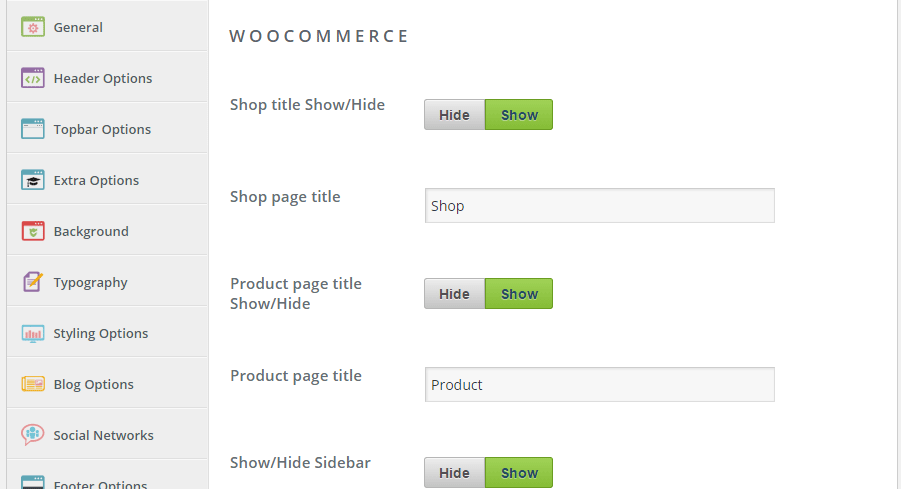 General
Header Options
Topbar Options
Extra Options
Background
Typography
Styling Options
Blog Options
Social Networks
Footer Options
WOOCOMMERCE
Shop title Show/Hide
Hide Show
Shop page title
Shop
Product page title
Show/Hide
Hide Show
Product page title
Product
Show/Hide Sidebar
Hide Show